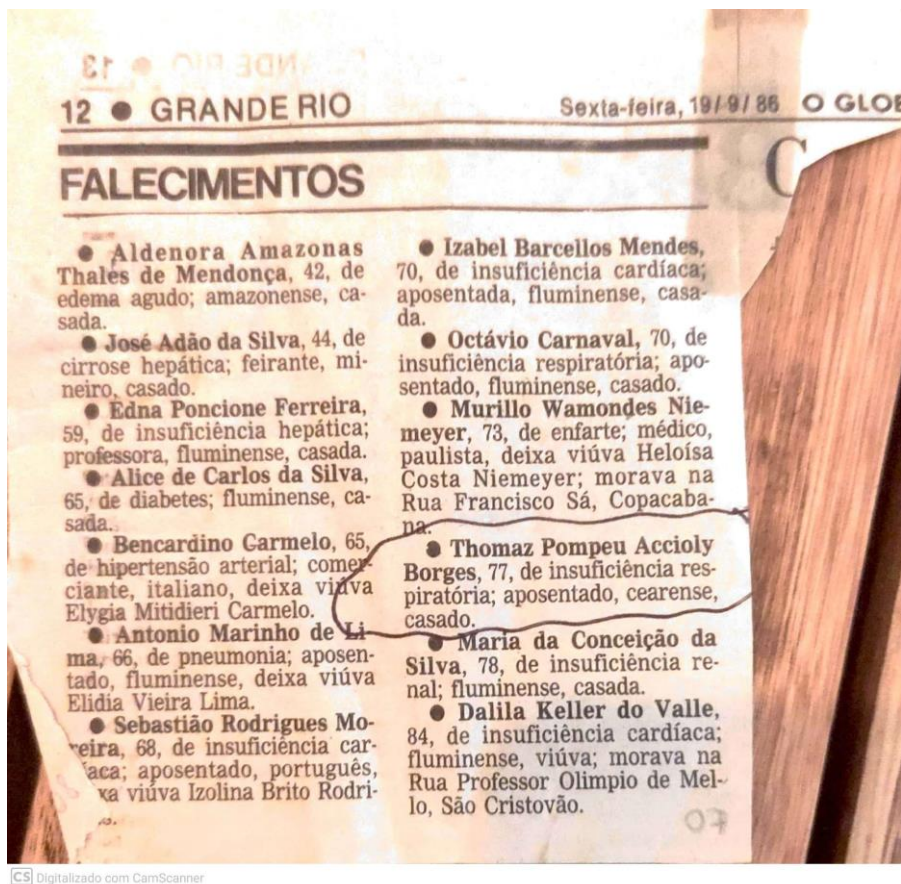 12 ● GRANDE RIO Sexta-feira, 19/9/86 O GLOB
FALECIMENTOS
● Aldenora Amazonas
Thales de Mendonça, 42, de
edema agudo; amazonense, ca-
sada.
● José Adão da Silva, 44, de
cirrose hepática; feirante, mi-
neiro, casado.
● Edna Poncione Ferreira,
59, de insuficiência hepática;
professora, fluminense, casada.
● Alice de Carlos da Silva,
65, de diabetes; fluminense, ca-
sada.
● Bencardino Carmelo, 65,
de hipertensão arterial; comer-
ciante, italiano, deixa viúva
Elygia Mitidieri Carmelo.
● Antonio Marinho de Li-
ma, 66, de pneumonia; aposen-
tado, fluminense, deixa viúva
Elidia Vieira Lima.
● Sebastião Rodrigues Mo-
reira, 68, de insuficiência car-
íaca; aposentado, português,
xa viúva Izolina Brito Rodri-
s.
● Izabel Barcellos Mendes,
70, de insuficiência cardíaca;
aposentada, fluminense, casa-
da.
● Octávio Carnaval, 70, de
insuficiência respiratória; apo-
sentado, fluminense, casado.
● Murillo Wamondes Nie-
meyer, 73, de enfarte; médico,
paulista, deixa viúva Heloísa
Costa Niemeyer; morava na
Rua Francisco Sá, Copacaba-
na.
● Thomaz Pompeu Accioly
Borges, 77, de insuficiência res-
piratória; aposentado, cearense,
casado.
● Maria da Conceição da
Silva, 78, de insuficiência re-
nal; fluminense, casada.
● Dalila Keller do Valle,
84, de insuficiência cardíaca;
fluminense, viúva; morava na
Rua Professor Olimpio de Mel-
lo, São Cristovão.
07
CS Digitalizado com CamScanner